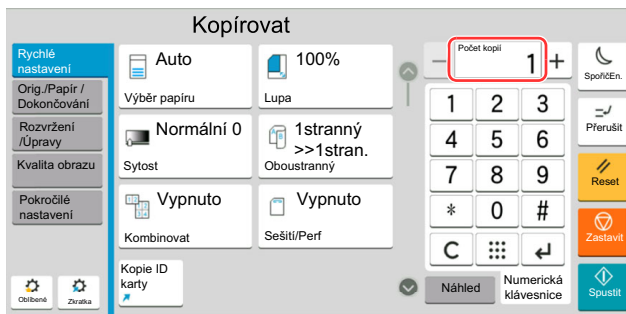 Kopírovat
Rychlé
nastavení
Orig./Papír /
Dokončování
Rozvržení
/Úpravy
Kvalita obrazu
Pokročilé
nastavení
Oblíbené
Zkratka
Auto
Výběr papíru
100%
Lupa
Normální 0
Sytost
1stranný
>>1stran.
Oboustranný
Vypnuto
Kombinovat
Vypnuto
Sešití/Perf
Kopie ID
karty
Počet kopií
− 1 +
1 2 3
4 5 6
7 8 9
* 0 #
C
Náhled
Numerická
klávesnice
SpořičEn.
Přerušit
Reset
Zastavit
Spustit